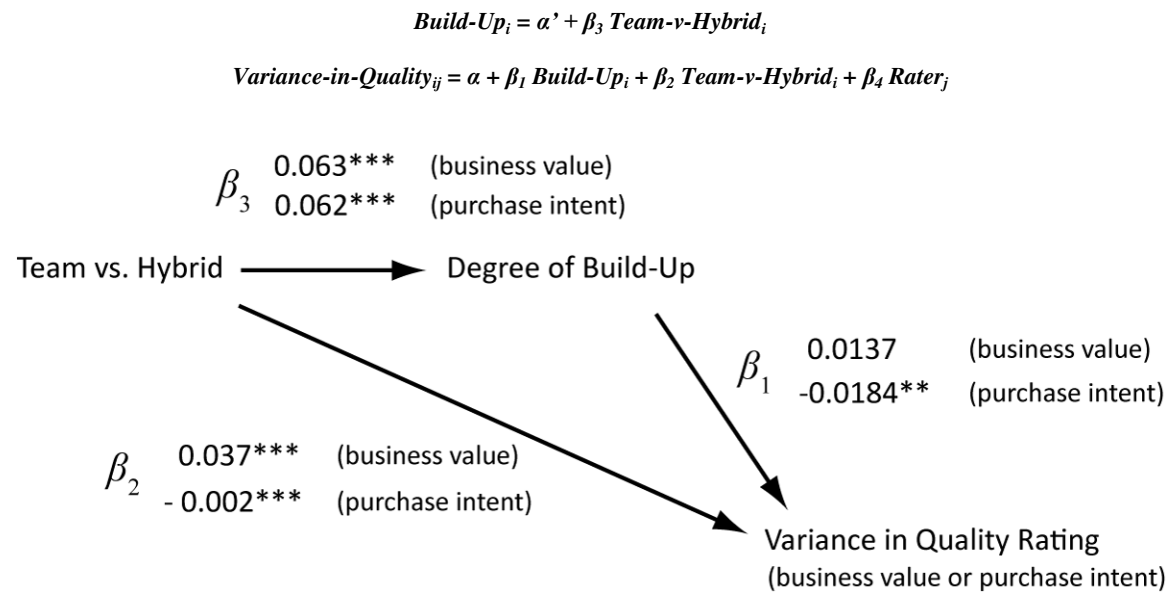 Build-Upᵢ = α’ + β₃ Team-v-Hybridᵢ
Variance-in-Qualityᵢⱼ = α + β₁ Build-Upᵢ + β₂ Team-v-Hybridᵢ + β₄ Raterⱼ
β₃ 0.063*** (business value)
0.062*** (purchase intent)
Team vs. Hybrid
Degree of Build-Up
β₁ 0.0137 (business value)
-0.0184** (purchase intent)
β₂ 0.037*** (business value)
- 0.002*** (purchase intent)
Variance in Quality Rating
(business value or purchase intent)